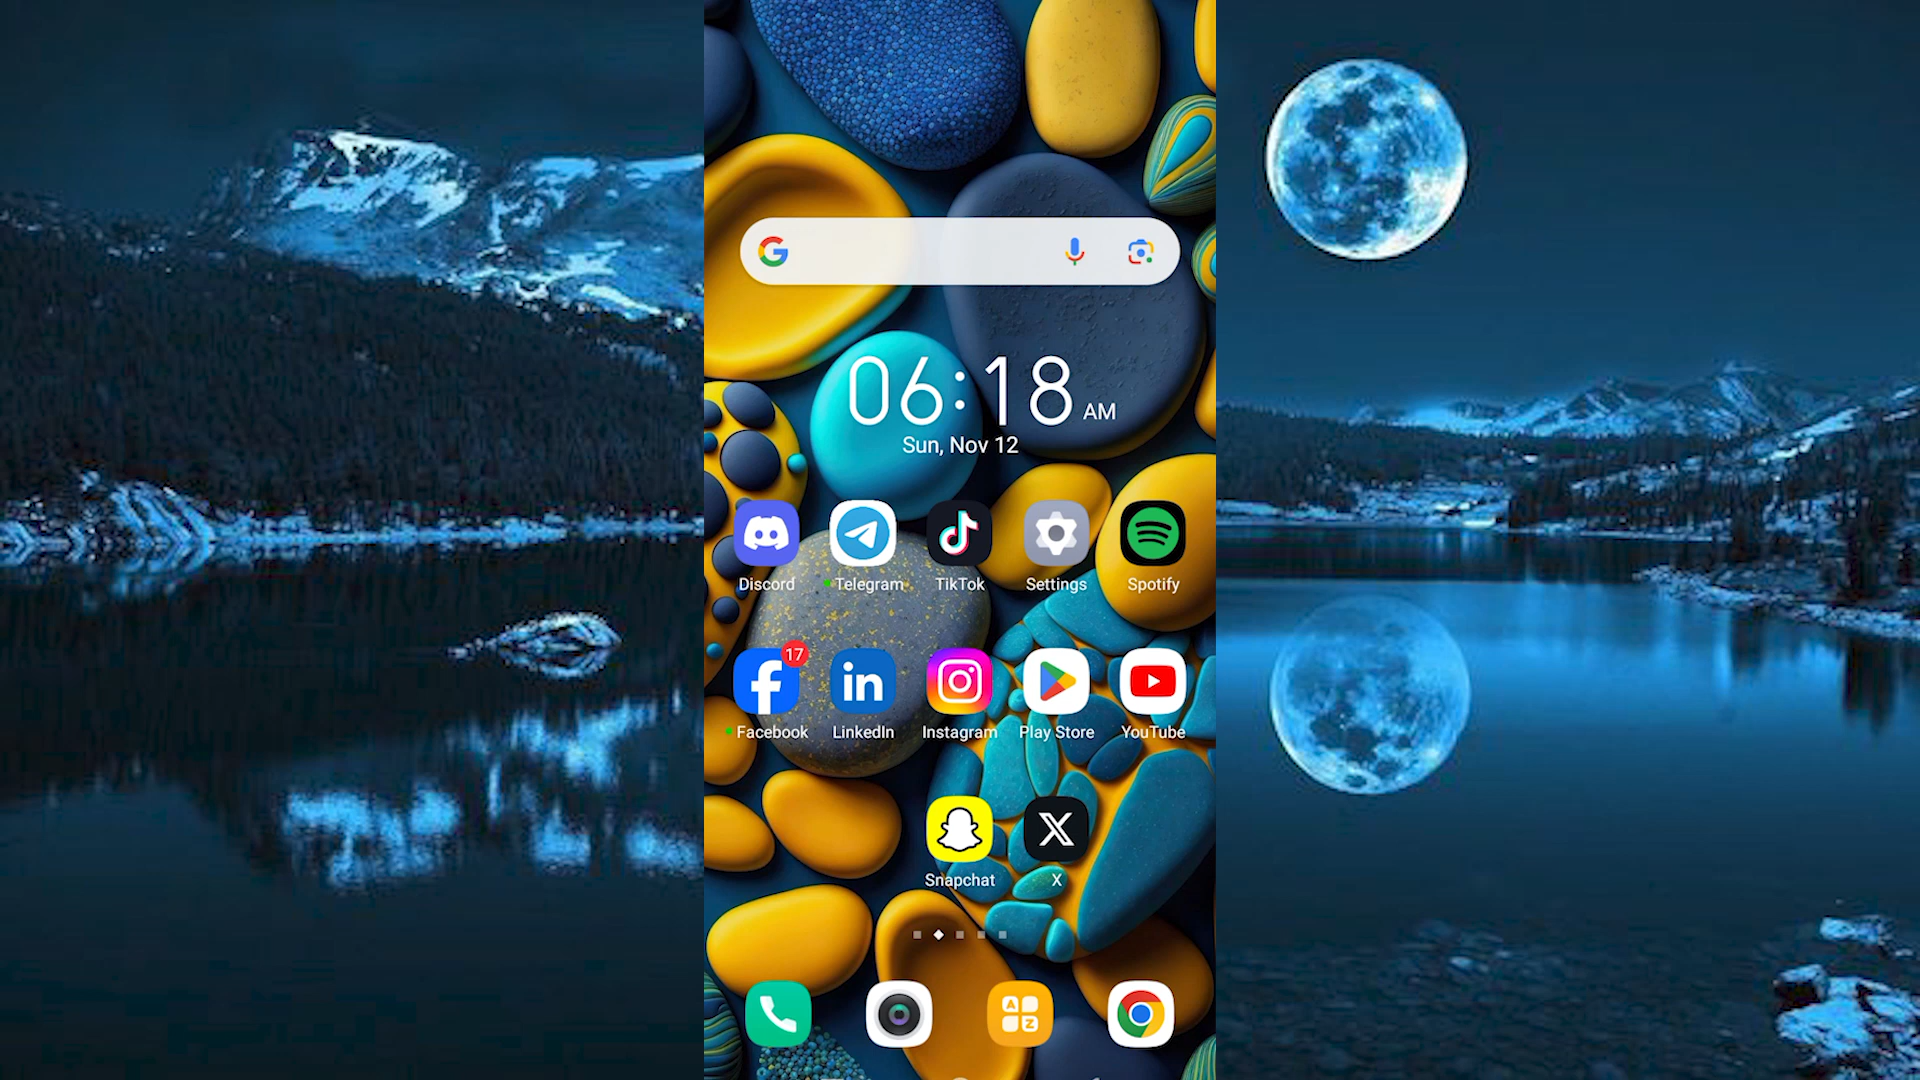 06:18 AM
Sun, Nov 12
Discord Telegram TikTok Settings Spotify
17
Facebook LinkedIn Instagram Play Store YouTube
Snapchat X